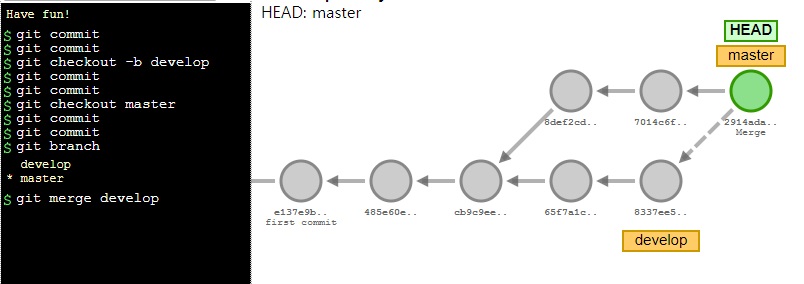 Have fun!
$ git commit
$ git commit
$ git checkout -b develop
$ git commit
$ git commit
$ git checkout master
$ git commit
$ git commit
$ git branch
develop
* master
$ git merge develop
HEAD: master
HEAD
master
8def2cd..
7014c6f..
2914ada..
Merge
e137e9b..
first commit
485e60e..
cb9c9ee..
65f7a1c..
8337ee5..
develop